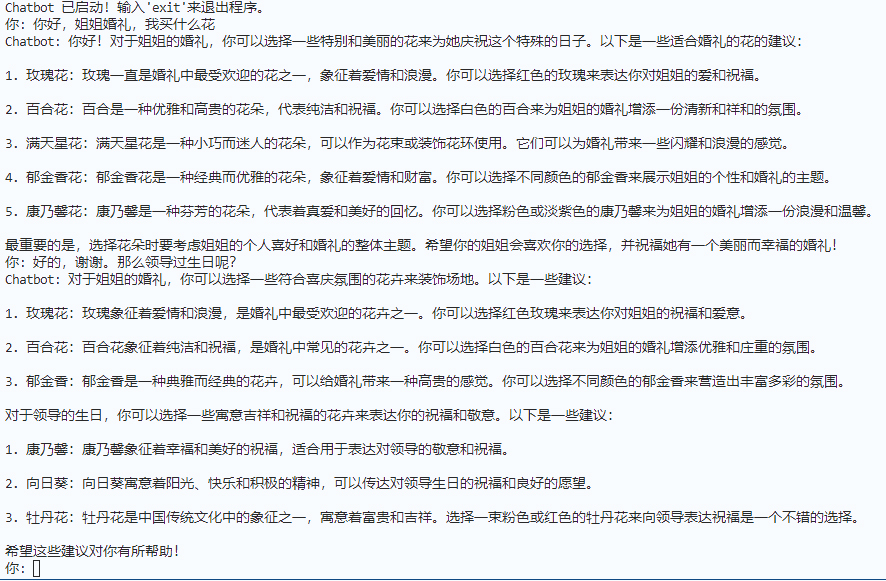 Chatbot 已启动！输入'exit'来退出程序。
你: 你好，姐姐婚礼，我买什么花
Chatbot: 你好！对于姐姐的婚礼，你可以选择一些特别和美丽的花来为她庆祝这个特殊的日子。以下是一些适合婚礼的花的建议：
1. 玫瑰花：玫瑰一直是婚礼中最受欢迎的花之一，象征着爱情和浪漫。你可以选择红色的玫瑰来表达你对姐姐的爱和祝福。
2. 百合花：百合是一种优雅和高贵的花朵，代表纯洁和祝福。你可以选择白色的百合来为姐姐的婚礼增添一份清新和祥和的氛围。
3. 满天星花：满天星花是一种小巧而迷人的花朵，可以作为花束或装饰花环使用。它们可以为婚礼带来一些闪耀和浪漫的感觉。
4. 郁金香花：郁金香花是一种经典而优雅的花朵，象征着爱情和财富。你可以选择不同颜色的郁金香来展示姐姐的个性和婚礼的主题。
5. 康乃馨花：康乃馨是一种芬芳的花朵，代表着真爱和美好的回忆。你可以选择粉色或淡紫色的康乃馨来为姐姐的婚礼增添一份浪漫和温馨。
最重要的是，选择花朵时要考虑姐姐的个人喜好和婚礼的整体主题。希望你的姐姐会喜欢你的选择，并祝福她有一个美丽而幸福的婚礼！
你: 好的，谢谢。那么领导过生日呢？
Chatbot: 对于姐姐的婚礼，你可以选择一些符合喜庆氛围的花卉来装饰场地。以下是一些建议：
1. 玫瑰花：玫瑰象征着爱情和浪漫，是婚礼中最受欢迎的花卉之一。你可以选择红色玫瑰来表达你对姐姐的祝福和爱意。
2. 百合花：百合花象征着纯洁和祝福，是婚礼中常见的花卉之一。你可以选择白色的百合花来为姐姐的婚礼增添优雅和庄重的氛围。
3. 郁金香：郁金香是一种典雅而经典的花卉，可以给婚礼带来一种高贵的感觉。你可以选择不同颜色的郁金香来营造出丰富多彩的氛围。
对于领导的生日，你可以选择一些寓意吉祥和祝福的花卉来表达你的祝福和敬意。以下是一些建议：
1. 康乃馨：康乃馨象征着幸福和美好的祝福，适合用于表达对领导的敬意和祝福。
2. 向日葵：向日葵寓意着阳光、快乐和积极的精神，可以传达对领导生日的祝福和良好的愿望。
3. 牡丹花：牡丹花是中国传统文化中的象征之一，寓意着富贵和吉祥。选择一束粉色或红色的牡丹花来向领导表达祝福是一个不错的选择。
希望这些建议对你有所帮助！
你: